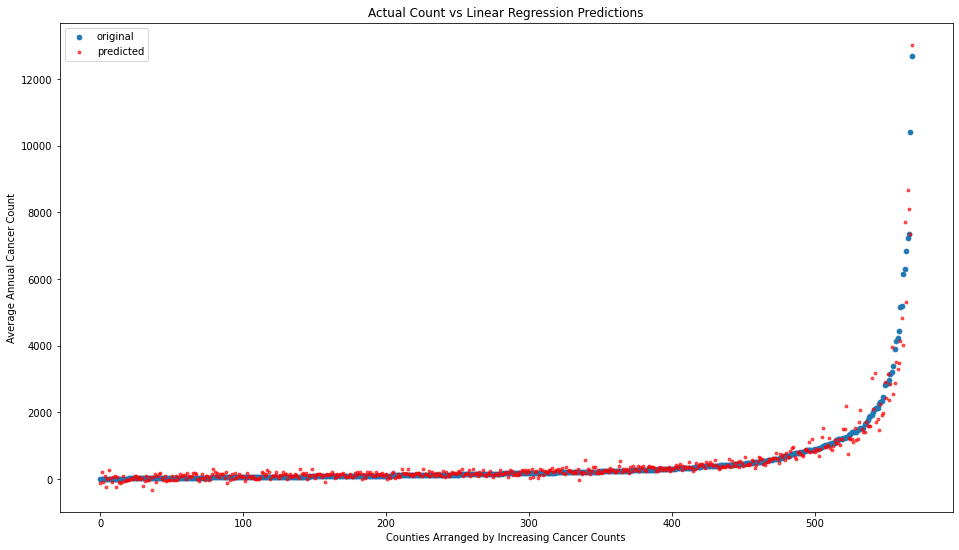 Actual Count vs Linear Regression Predictions
original
predicted
12000
10000
8000
6000
4000
2000
0
Average Annual Cancer Count
0 100 200 300 400 500
Counties Arranged by Increasing Cancer Counts